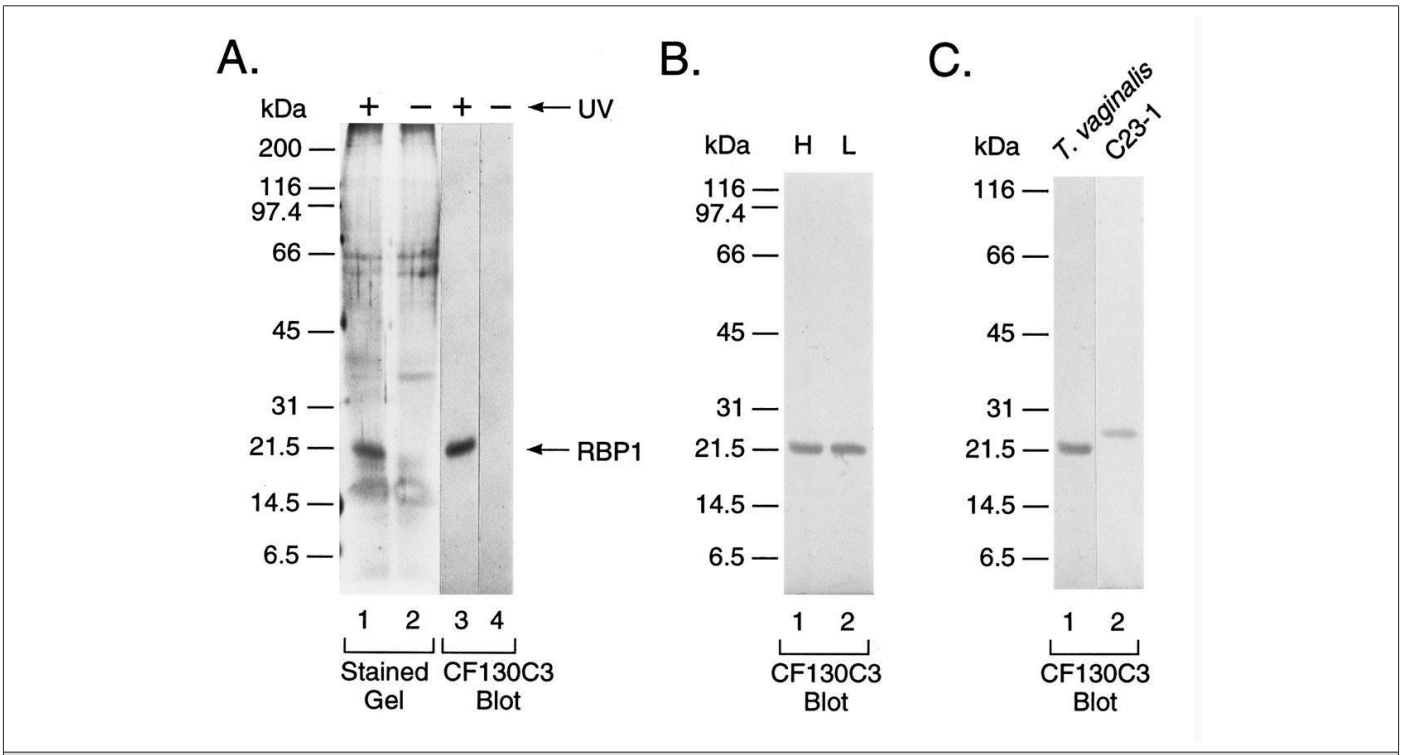 A.
kDa + − + − ← UV
200 —
116 —
97.4 —
66 —
45 —
31 —
21.5 — ← RBP1
14.5 —
6.5 —
1 2 3 4
Stained Gel
CF130C3 Blot
B.
kDa H L
116 —
97.4 —
66 —
45 —
31 —
21.5 —
14.5 —
6.5 —
1 2
CF130C3
Blot
C.
kDa T. vaginalis C23-1
116 —
66 —
45 —
31 —
21.5 —
14.5 —
6.5 —
1 2
CF130C3
Blot